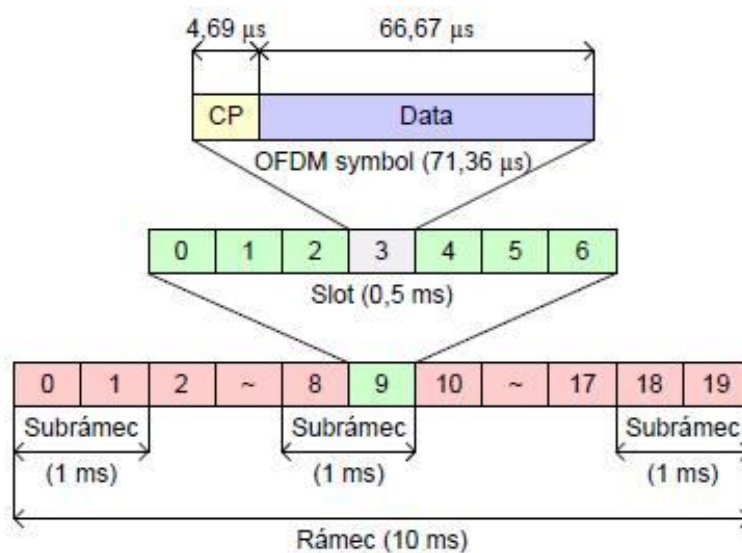 4,69 µs 66,67 µs
CP Data
OFDM symbol (71,36 µs)
0 1 2 3 4 5 6
Slot (0,5 ms)
0 1 2 ~ 8 9 10 ~ 17 18 19
Subrámec Subrámec Subrámec
(1 ms) (1 ms) (1 ms)
Rámec (10 ms)